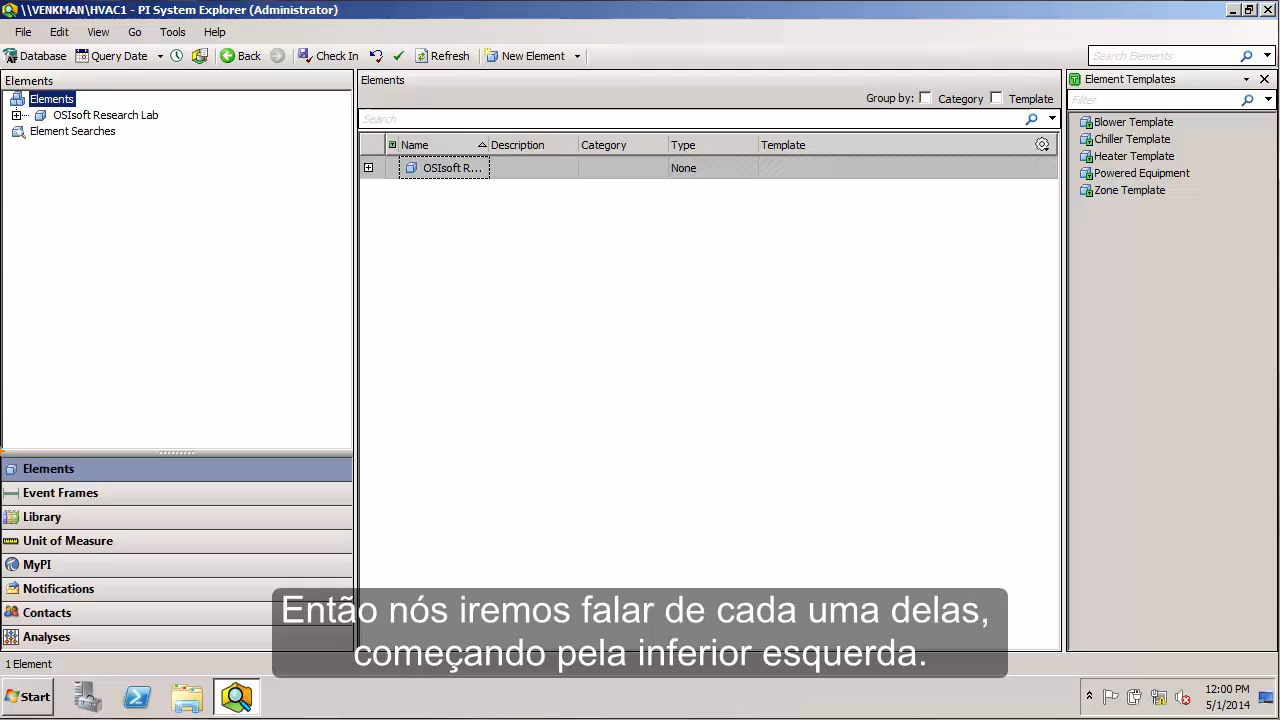 \\VENKMAN\HVAC1 - PI System Explorer (Administrator)
File Edit View Go Tools Help
Database Query Date Back Check In Refresh New Element Search Elements
Elements
Elements
OSIsoft Research Lab
Element Searches
Elements
Event Frames
Library
Unit of Measure
MyPI
Notifications
Contacts
Analyses
Elements
Group by: Category Template
Search
Name Description Category Type Template
OSIsoft R... None
Element Templates
Filter
Blower Template
Chiller Template
Heater Template
Powered Equipment
Zone Template
Então nós iremos falar de cada uma delas,
começando pela inferior esquerda.
1 Element
Start
12:00 PM
5/1/2014